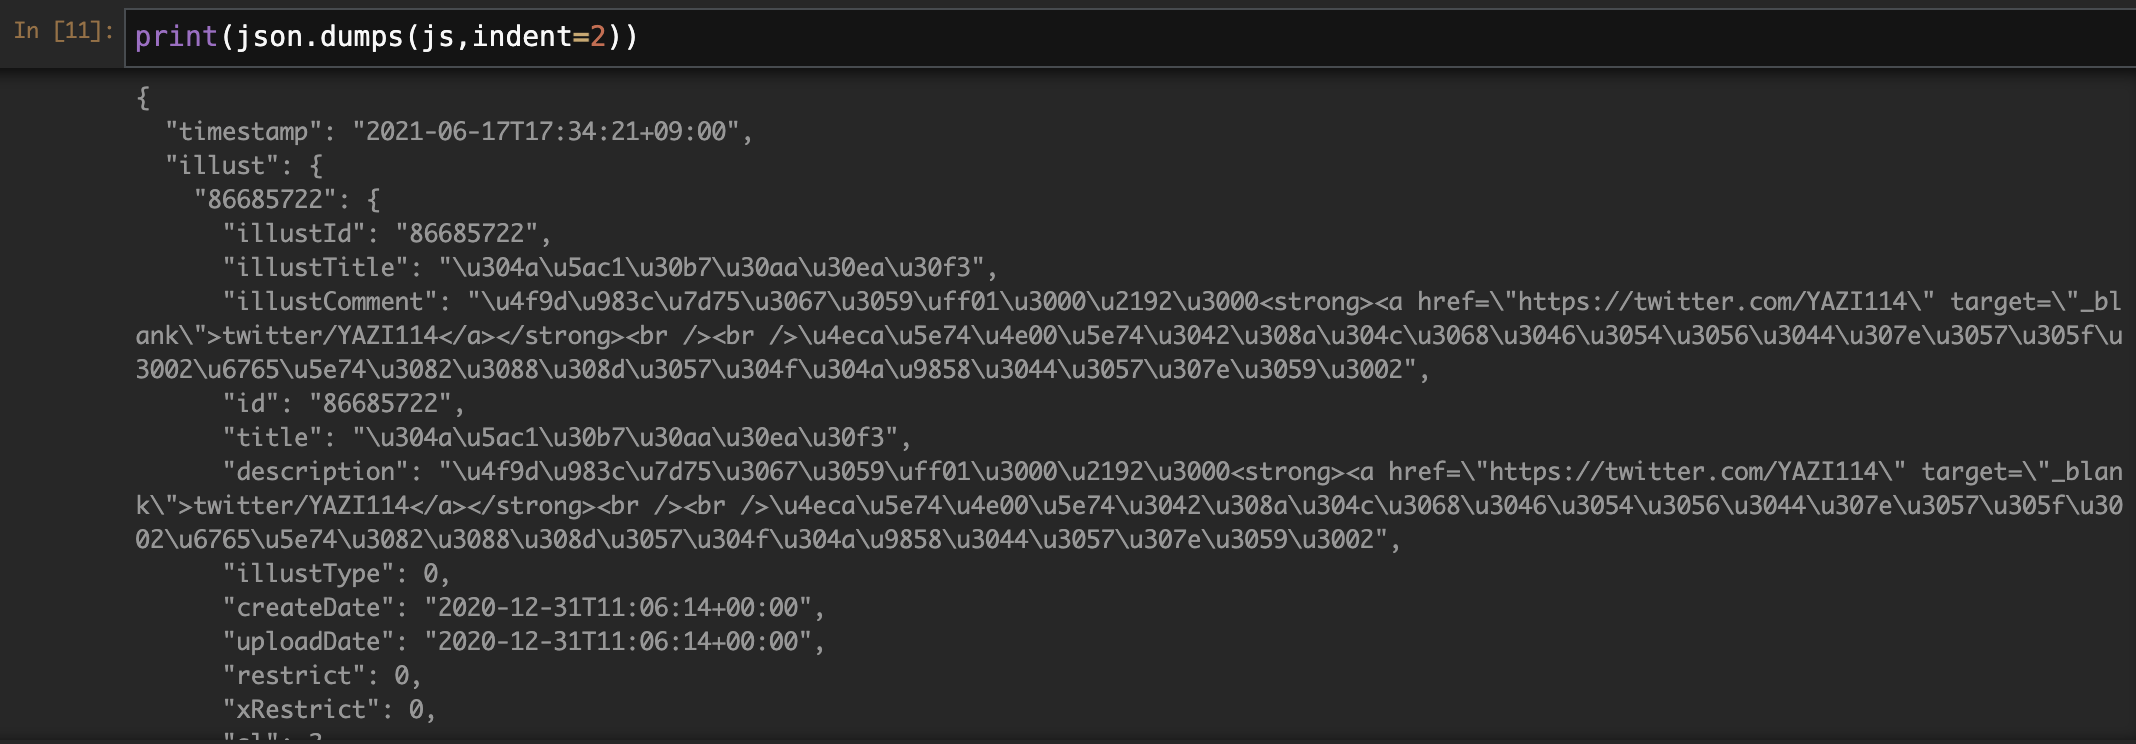 In [11]: print(json.dumps(js,indent=2))
{
  "timestamp": "2021-06-17T17:34:21+09:00",
  "illust": {
    "86685722": {
      "illustId": "86685722",
      "illustTitle": "\u304a\u5ac1\u30b7\u30aa\u30ea\u30f3",
      "illustComment": "\u4f9d\u983c\u7d75\u3067\u3059\uff01\u3000\u2192\u3000<strong><a href=\"https://twitter.com/YAZI114\" target=\"_bl
ank\">twitter/YAZI114</a></strong><br /><br />\u4eca\u5e74\u4e00\u5e74\u3042\u308a\u304c\u3068\u3046\u3054\u3056\u3044\u307e\u3057\u305f\u
3002\u6765\u5e74\u3082\u3088\u308d\u3057\u304f\u304a\u9858\u3044\u3057\u307e\u3059\u3002",
      "id": "86685722",
      "title": "\u304a\u5ac1\u30b7\u30aa\u30ea\u30f3",
      "description": "\u4f9d\u983c\u7d75\u3067\u3059\uff01\u3000\u2192\u3000<strong><a href=\"https://twitter.com/YAZI114\" target=\"_blan
k\">twitter/YAZI114</a></strong><br /><br />\u4eca\u5e74\u4e00\u5e74\u3042\u308a\u304c\u3068\u3046\u3054\u3056\u3044\u307e\u3057\u305f\u30
02\u6765\u5e74\u3082\u3088\u308d\u3057\u304f\u304a\u9858\u3044\u3057\u307e\u3059\u3002",
      "illustType": 0,
      "createDate": "2020-12-31T11:06:14+00:00",
      "uploadDate": "2020-12-31T11:06:14+00:00",
      "restrict": 0,
      "xRestrict": 0,